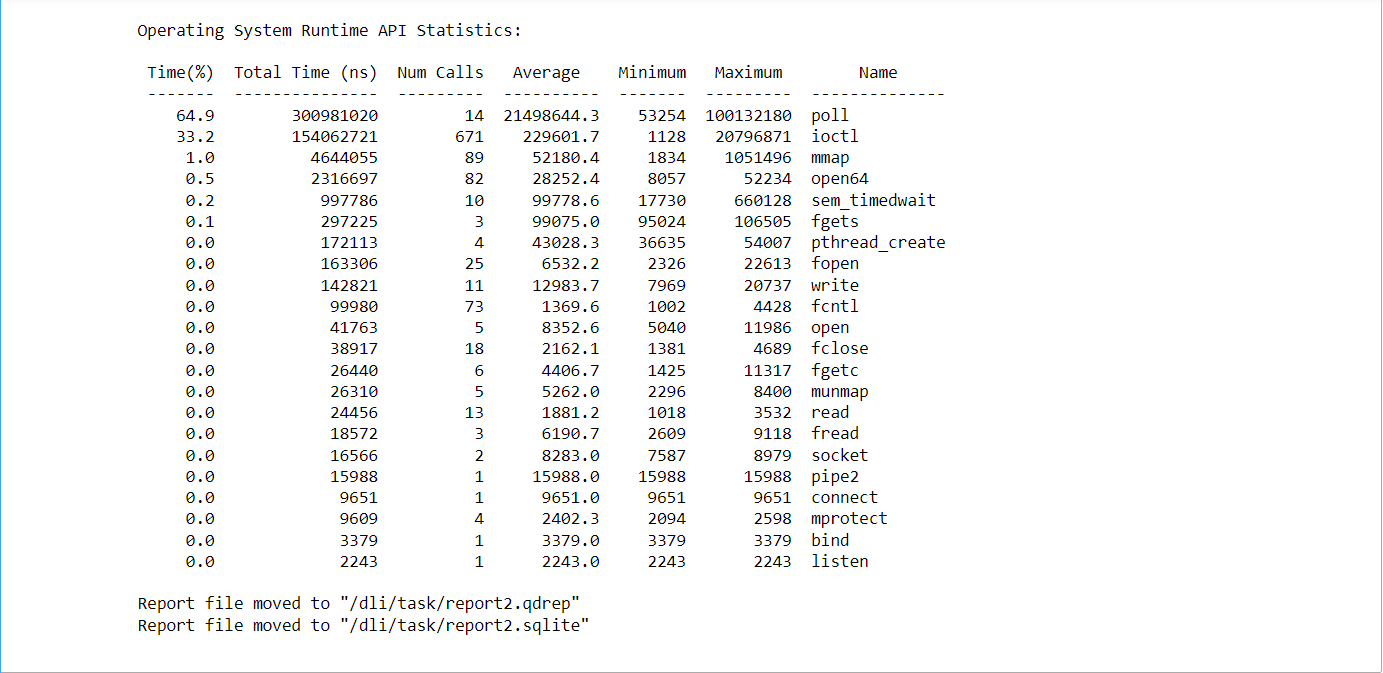 Operating System Runtime API Statistics:
Time(%) Total Time (ns) Num Calls Average Minimum Maximum Name
------- --------------- --------- ---------- ------- --------- --------------
64.9 300981020 14 21498644.3 53254 100132180 poll
33.2 154062721 671 229601.7 1128 20796871 ioctl
1.0 4644055 89 52180.4 1834 1051496 mmap
0.5 2316697 82 28252.4 8057 52234 open64
0.2 997786 10 99778.6 17730 660128 sem_timedwait
0.1 297225 3 99075.0 95024 106505 fgets
0.0 172113 4 43028.3 36635 54007 pthread_create
0.0 163306 25 6532.2 2326 22613 fopen
0.0 142821 11 12983.7 7969 20737 write
0.0 99980 73 1369.6 1002 4428 fcntl
0.0 41763 5 8352.6 5040 11986 open
0.0 38917 18 2162.1 1381 4689 fclose
0.0 26440 6 4406.7 1425 11317 fgetc
0.0 26310 5 5262.0 2296 8400 munmap
0.0 24456 13 1881.2 1018 3532 read
0.0 18572 3 6190.7 2609 9118 fread
0.0 16566 2 8283.0 7587 8979 socket
0.0 15988 1 15988.0 15988 15988 pipe2
0.0 9651 1 9651.0 9651 9651 connect
0.0 9609 4 2402.3 2094 2598 mprotect
0.0 3379 1 3379.0 3379 3379 bind
0.0 2243 1 2243.0 2243 2243 listen
Report file moved to "/dli/task/report2.qdrep"
Report file moved to "/dli/task/report2.sqlite"